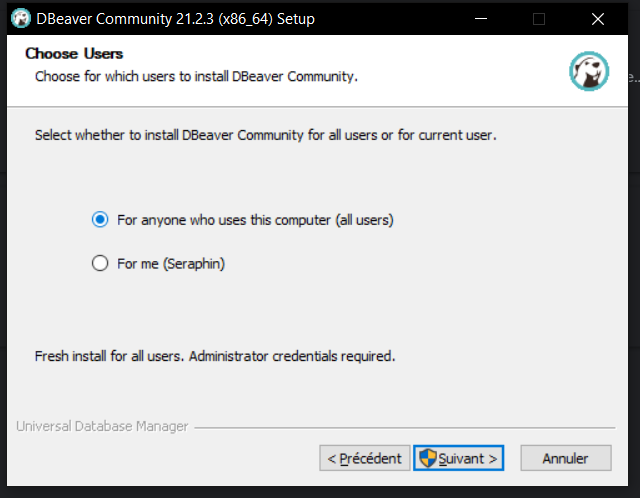 DBeaver Community 21.2.3 (x86_64) Setup
Choose Users
Choose for which users to install DBeaver Community.
e..
Select whether to install DBeaver Community for all users or for current user.
For anyone who uses this computer (all users)
For me (Seraphin)
Fresh install for all users. Administrator credentials required.
Universal Database Manager
< Précédent
Suivant >
Annuler